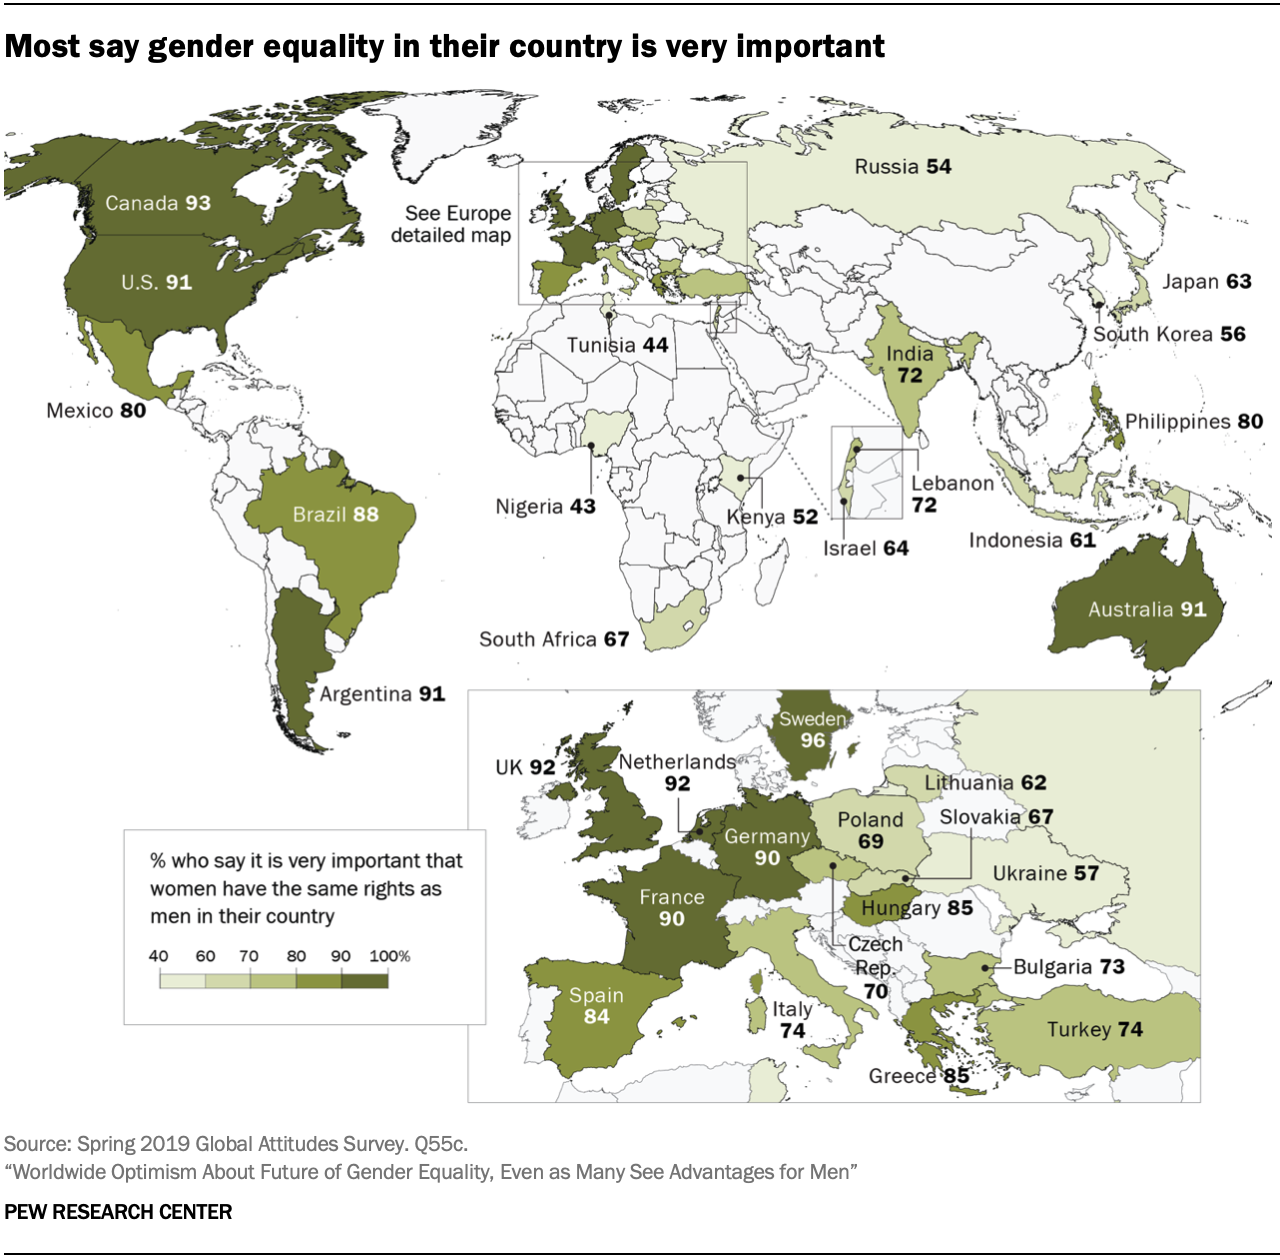 Most say gender equality in their country is very important
Russia 54
Canada 93
See Europe
detailed map
U.S. 91
Japan 63
South Korea 56
Tunisia 44
India
72
Mexico 80
Philippines 80
Lebanon
72
Nigeria 43
Kenya 52
Brazil 88
Israel 64
Indonesia 61
Australia 91
South Africa 67
Argentina 91
Sweden
96
UK 92
Netherlands
92
Lithuania 62
Slovakia 67
Poland
69
Germany
90
Ukraine 57
France
90
Hungary 85
Czech
Rep.
70
Bulgaria 73
Spain
84
Italy
74
Turkey 74
Greece 85
% who say it is very important that
women have the same rights as
men in their country
40 60 70 80 90 100%
Source: Spring 2019 Global Attitudes Survey. Q55c.
“Worldwide Optimism About Future of Gender Equality, Even as Many See Advantages for Men”
PEW RESEARCH CENTER